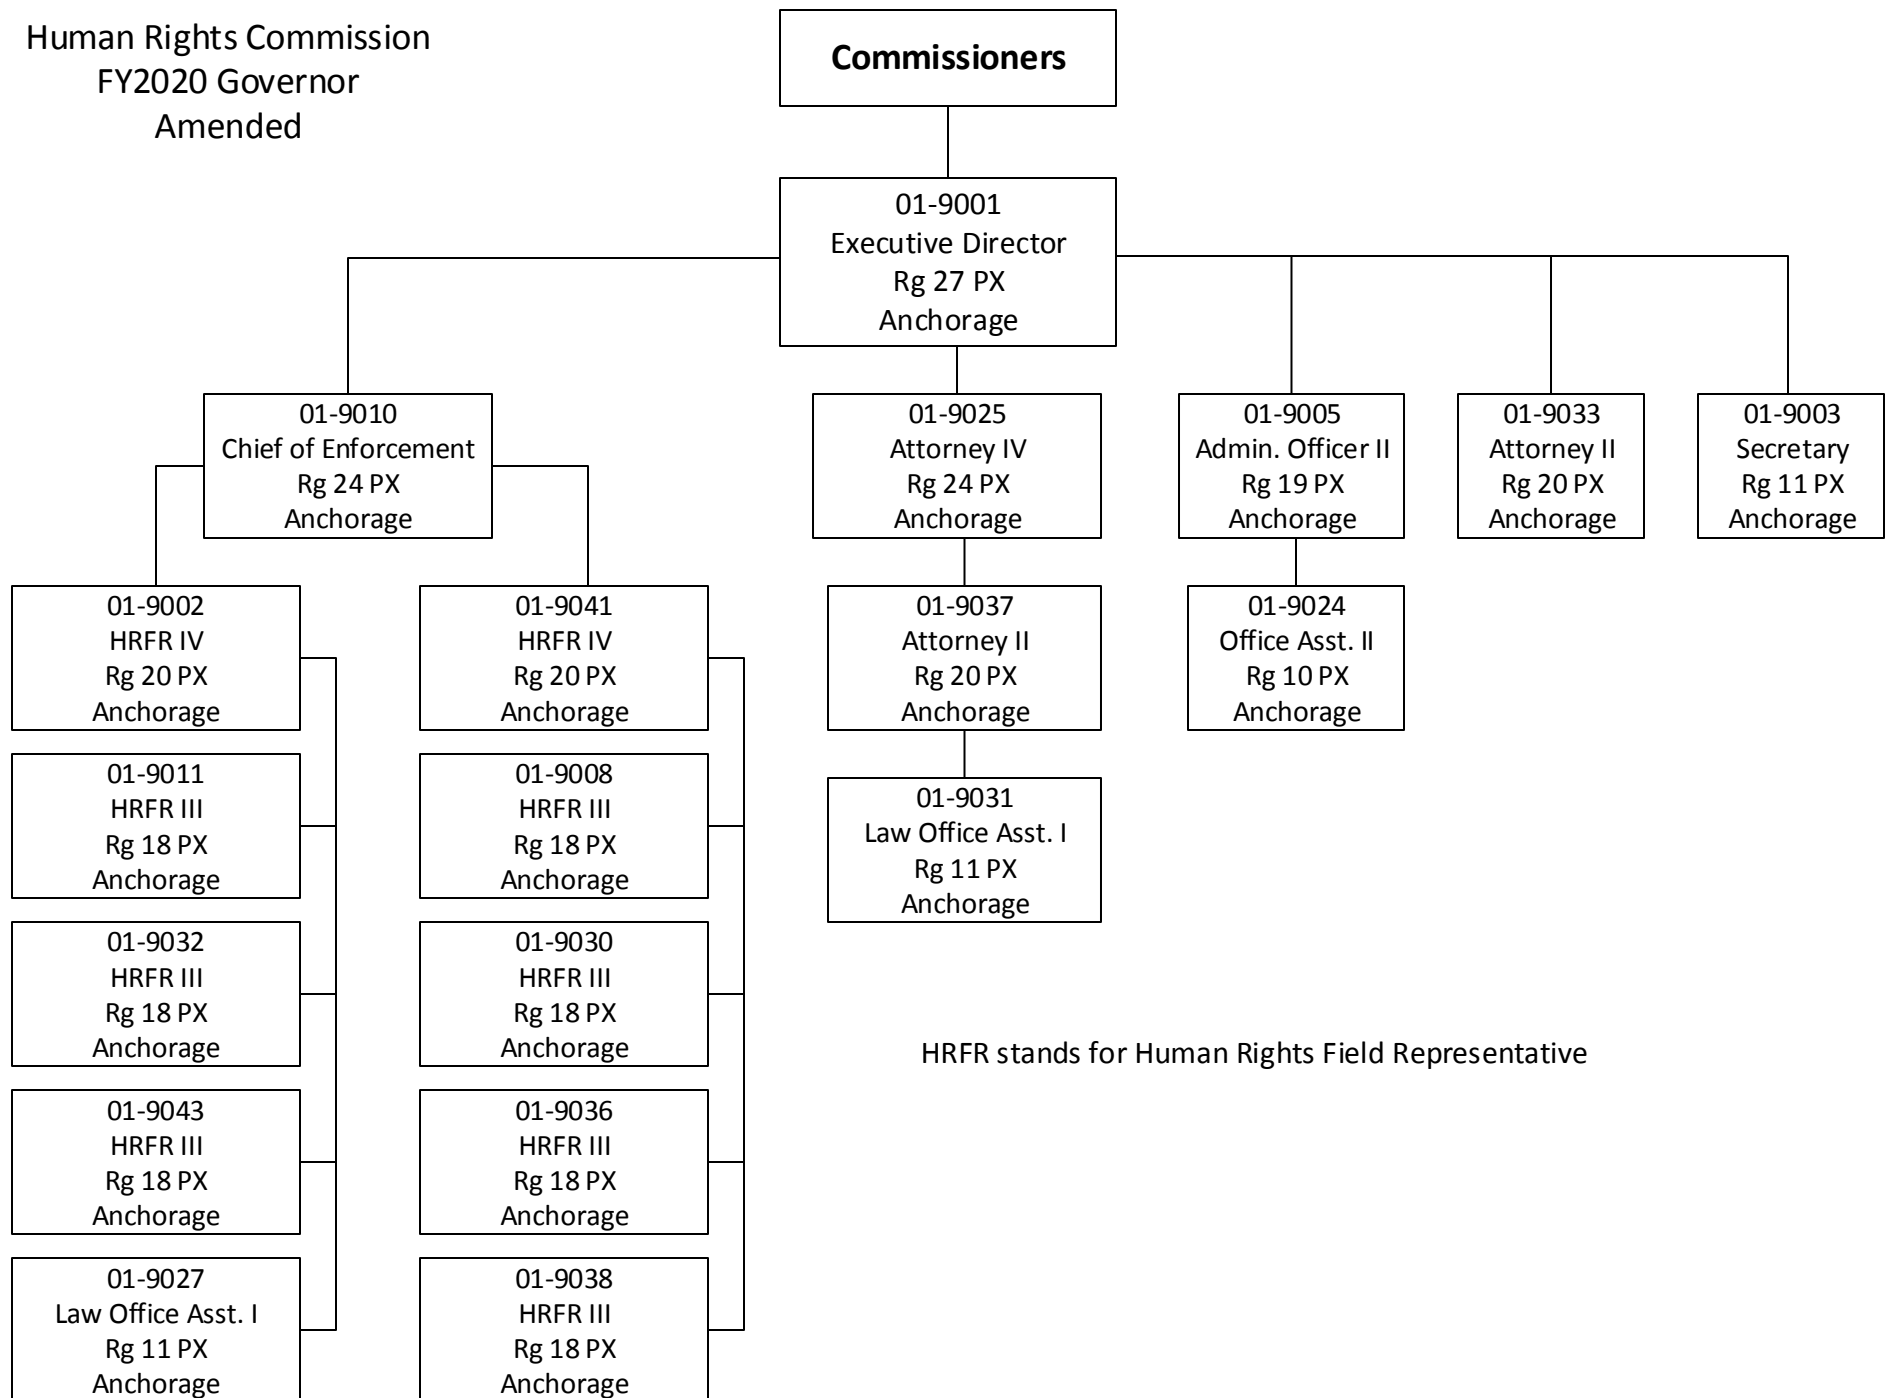 Human Rights Commission
FY2020 Governor
Amended
Commissioners
01-9001
Executive Director
Rg 27 PX
Anchorage
01-9010
Chief of Enforcement
Rg 24 PX
Anchorage
01-9025
Attorney IV
Rg 24 PX
Anchorage
01-9005
Admin. Officer II
Rg 19 PX
Anchorage
01-9033
Attorney II
Rg 20 PX
Anchorage
01-9003
Secretary
Rg 11 PX
Anchorage
01-9002
HRFR IV
Rg 20 PX
Anchorage
01-9041
HRFR IV
Rg 20 PX
Anchorage
01-9037
Attorney II
Rg 20 PX
Anchorage
01-9024
Office Asst. II
Rg 10 PX
Anchorage
01-9011
HRFR III
Rg 18 PX
Anchorage
01-9008
HRFR III
Rg 18 PX
Anchorage
01-9031
Law Office Asst. I
Rg 11 PX
Anchorage
01-9032
HRFR III
Rg 18 PX
Anchorage
01-9030
HRFR III
Rg 18 PX
Anchorage
HRFR stands for Human Rights Field Representative
01-9043
HRFR III
Rg 18 PX
Anchorage
01-9036
HRFR III
Rg 18 PX
Anchorage
01-9027
Law Office Asst. I
Rg 11 PX
Anchorage
01-9038
HRFR III
Rg 18 PX
Anchorage